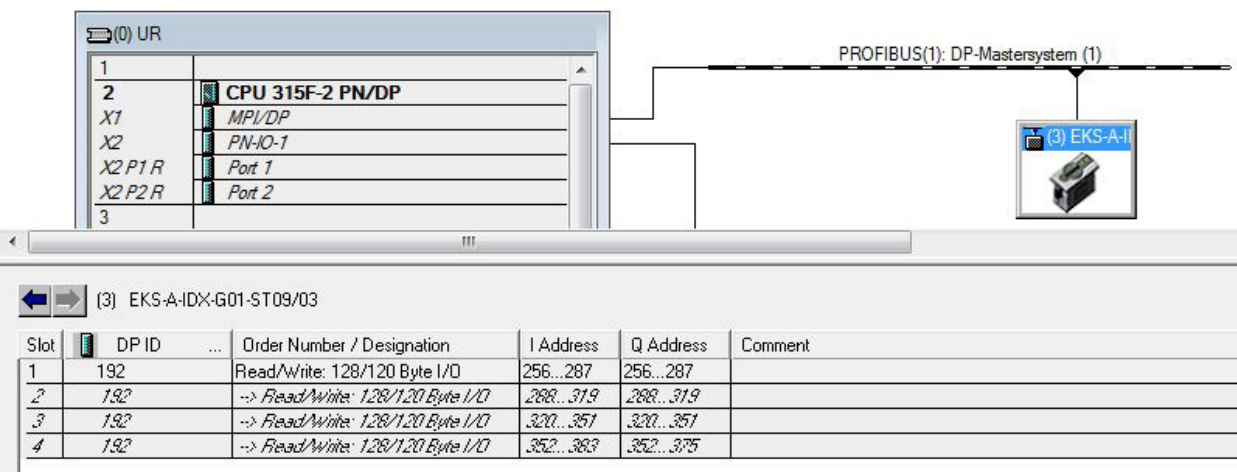 (0) UR
1
2 CPU 315F-2 PN/DP
X1 MPI/DP
X2 PN-IO-1
X2 P1 R Port 1
X2 P2 R Port 2
3
PROFIBUS(1): DP-Mastersystem (1)
(3) EKS-A-I
(3) EKS-A-IDX-G01-ST09/03
Slot DP ID ... Order Number / Designation I Address Q Address Comment
1 192 Read/Write: 128/120 Byte I/O 256...287 256...287
2 192 --> Read/Write: 128/120 Byte I/O 288...319 288...319
3 192 --> Read/Write: 128/120 Byte I/O 320...351 320...351
4 192 --> Read/Write: 128/120 Byte I/O 352...383 352...375